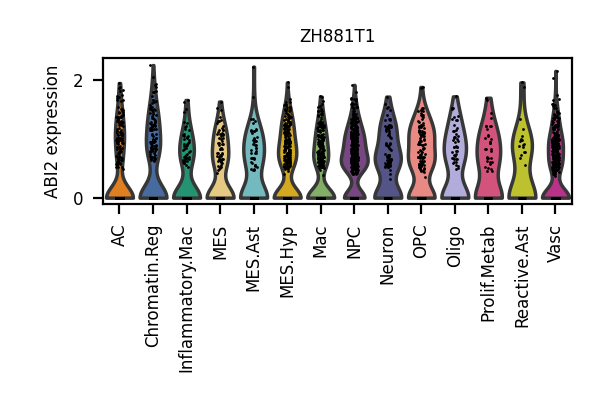 ZH881T1
ABI2 expression
2
0
AC
Chromatin.Reg
Inflammatory.Mac
MES
MES.Ast
MES.Hyp
Mac
NPC
Neuron
OPC
Oligo
Prolif.Metab
Reactive.Ast
Vasc